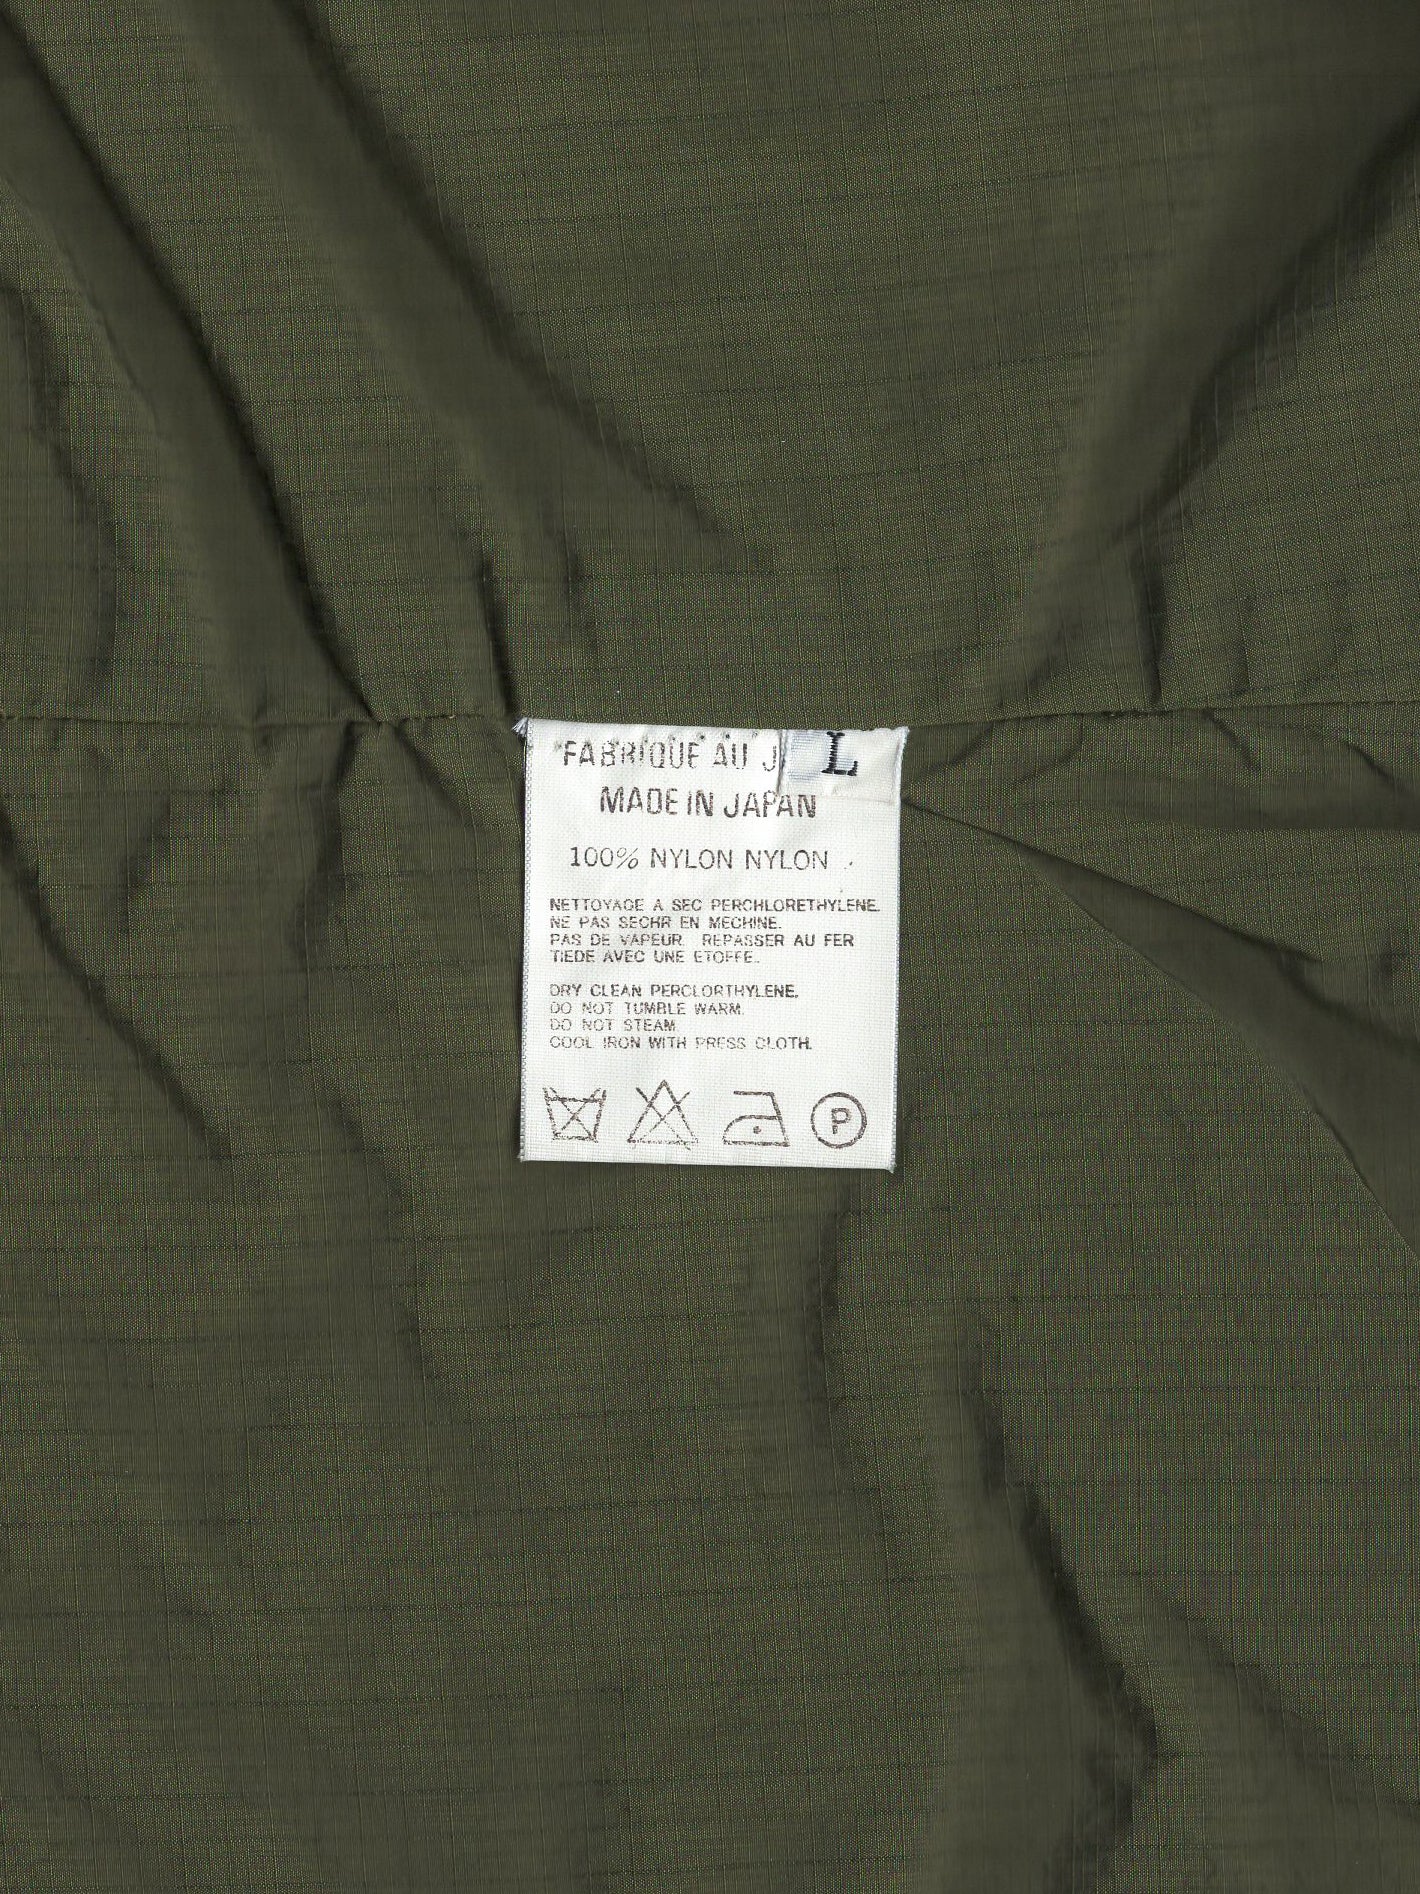 FABRIQUE AU J
L
MADE IN JAPAN
100% NYLON NYLON
NETTOYAGE A SEC PERCHLORETHYLENE.
NE PAS SECHR EN MECHINE.
PAS DE VAPEUR. REPASSER AU FER
TIEDE AVEC UNE ETOFFE.
DRY CLEAN PERCLORTHYLENE.
DO NOT TUMBLE WARM.
DO NOT STEAM
COOL IRON WITH PRESS CLOTH.
P